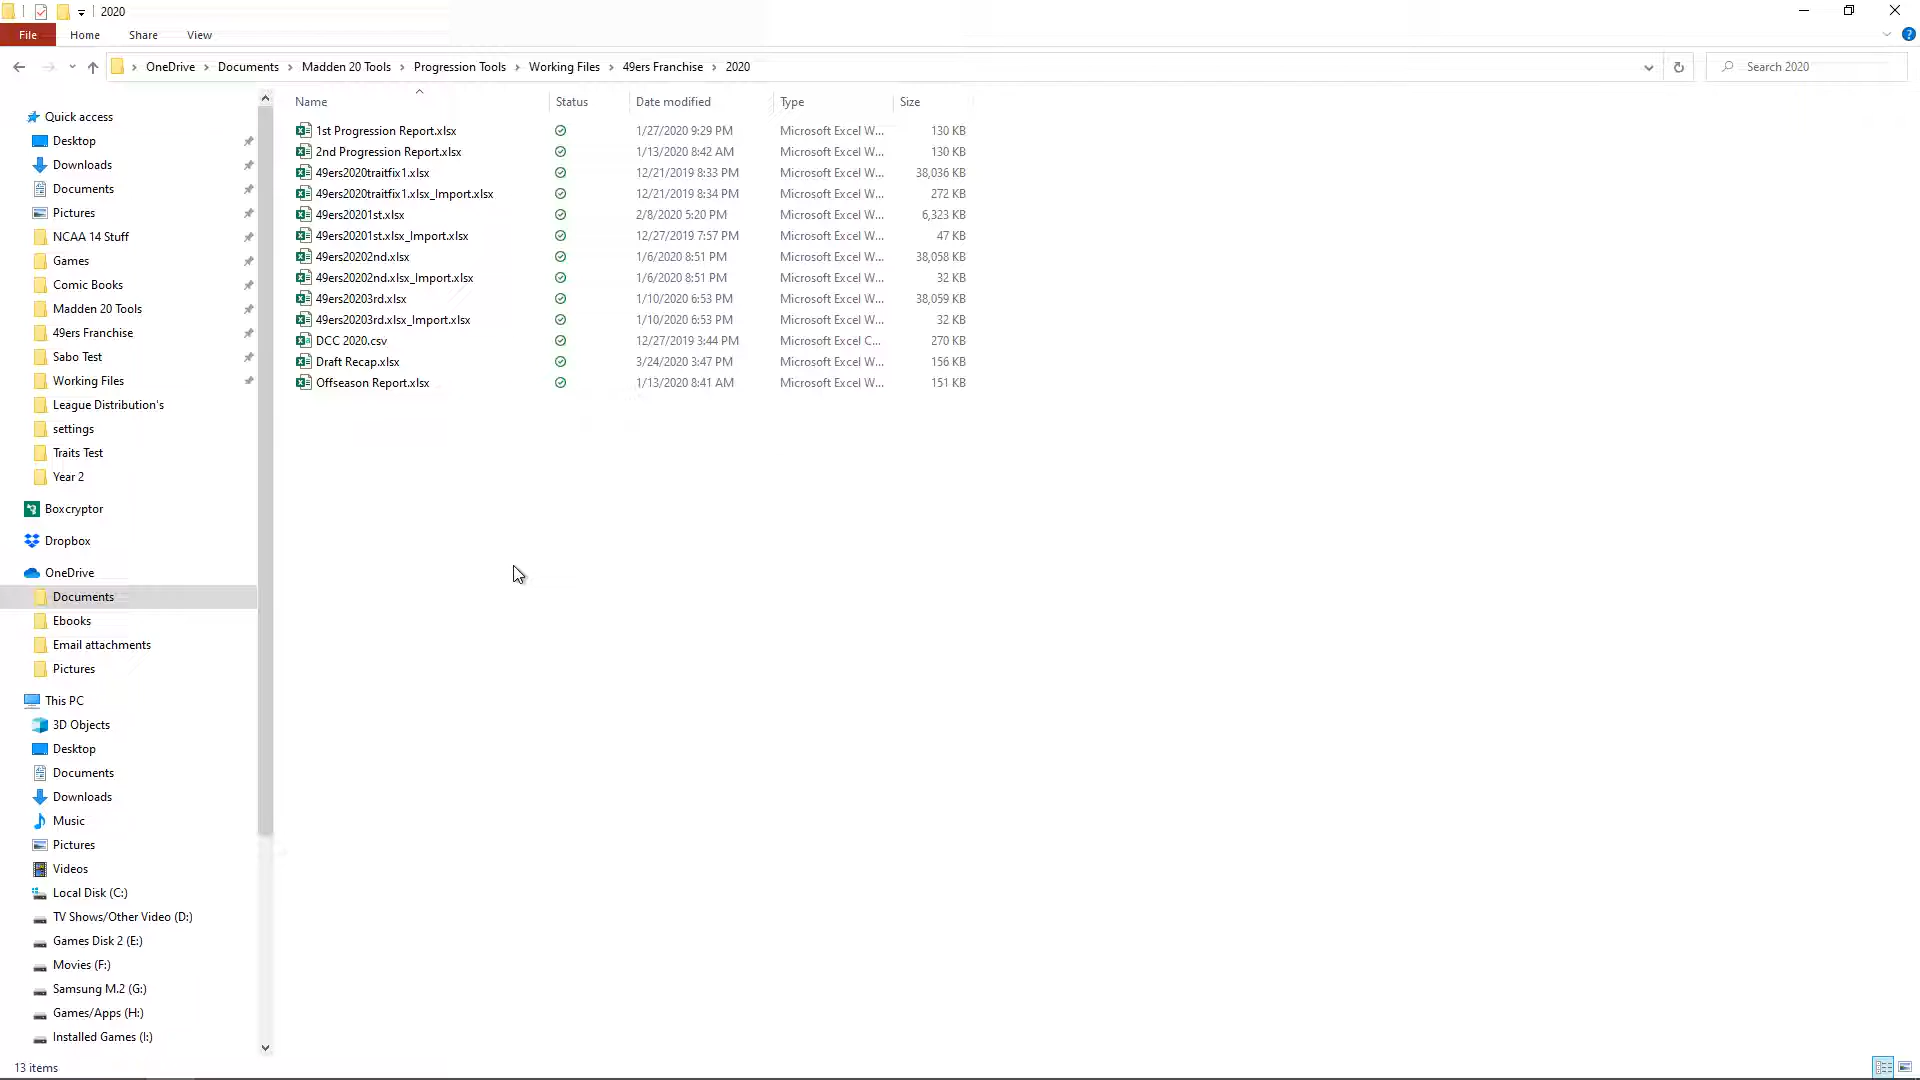 2020
File Home Share View
OneDrive Documents Madden 20 Tools Progression Tools Working Files 49ers Franchise 2020 Search 2020
Name Status Date modified Type Size
1st Progression Report.xlsx 1/27/2020 9:29 PM Microsoft Excel W... 130 KB
2nd Progression Report.xlsx 1/13/2020 8:42 AM Microsoft Excel W... 130 KB
49ers2020traitfix1.xlsx 12/21/2019 8:33 PM Microsoft Excel W... 38,036 KB
49ers2020traitfix1.xlsx_Import.xlsx 12/21/2019 8:34 PM Microsoft Excel W... 272 KB
49ers20201st.xlsx 2/8/2020 5:20 PM Microsoft Excel W... 6,323 KB
49ers20201st.xlsx_Import.xlsx 12/27/2019 7:57 PM Microsoft Excel W... 47 KB
49ers20202nd.xlsx 1/6/2020 8:51 PM Microsoft Excel W... 38,058 KB
49ers20202nd.xlsx_Import.xlsx 1/6/2020 8:51 PM Microsoft Excel W... 32 KB
49ers20203rd.xlsx 1/10/2020 6:53 PM Microsoft Excel W... 38,059 KB
49ers20203rd.xlsx_Import.xlsx 1/10/2020 6:53 PM Microsoft Excel W... 32 KB
DCC 2020.csv 12/27/2019 3:44 PM Microsoft Excel C... 270 KB
Draft Recap.xlsx 3/24/2020 3:47 PM Microsoft Excel W... 156 KB
Offseason Report.xlsx 1/13/2020 8:41 AM Microsoft Excel W... 151 KB
Quick access
Desktop
Downloads
Documents
Pictures
NCAA 14 Stuff
Games
Comic Books
Madden 20 Tools
49ers Franchise
Sabo Test
Working Files
League Distribution's
settings
Traits Test
Year 2
Boxcryptor
Dropbox
OneDrive
Documents
Ebooks
Email attachments
Pictures
This PC
3D Objects
Desktop
Documents
Downloads
Music
Pictures
Videos
Local Disk (C:)
TV Shows/Other Video (D:)
Games Disk 2 (E:)
Movies (F:)
Samsung M.2 (G:)
Games/Apps (H:)
Installed Games (I:)
13 items